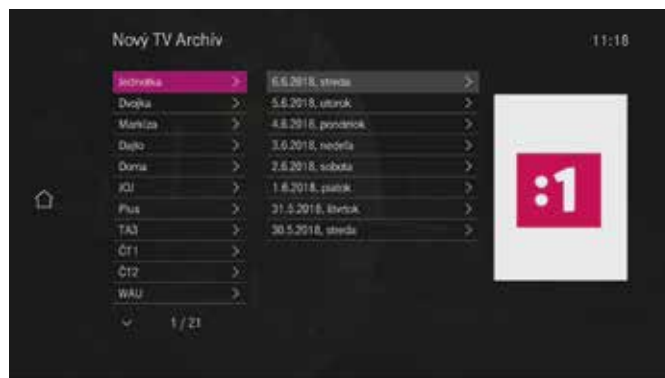 Nový TV Archív
11:18
Jednotka
Dvojka
Markíza
Dajto
Doma
JOJ
Plus
TA3
ČT1
ČT2
WAU
1 / 21
6.6.2018, streda
5.6.2018, utorok
4.6.2018, pondelok
3.6.2018, nedeľa
2.6.2018, sobota
1.6.2018, piatok
31.5.2018, štvrtok
30.5.2018, streda
:1